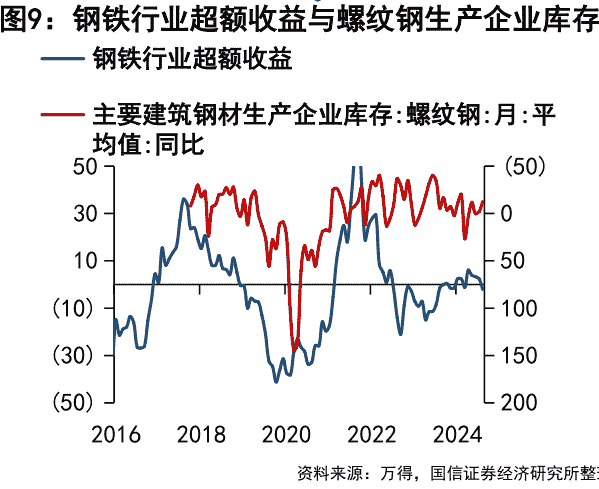 图9：钢铁行业超额收益与螺纹钢生产企业库存
钢铁行业超额收益
主要建筑钢材生产企业库存:螺纹钢:月:平
均值:同比
50 (50)
30 0
10 50
(10) 100
(30) 150
(50) 200
2016 2018 2020 2022 2024
资料来源：万得，国信证券经济研究所整